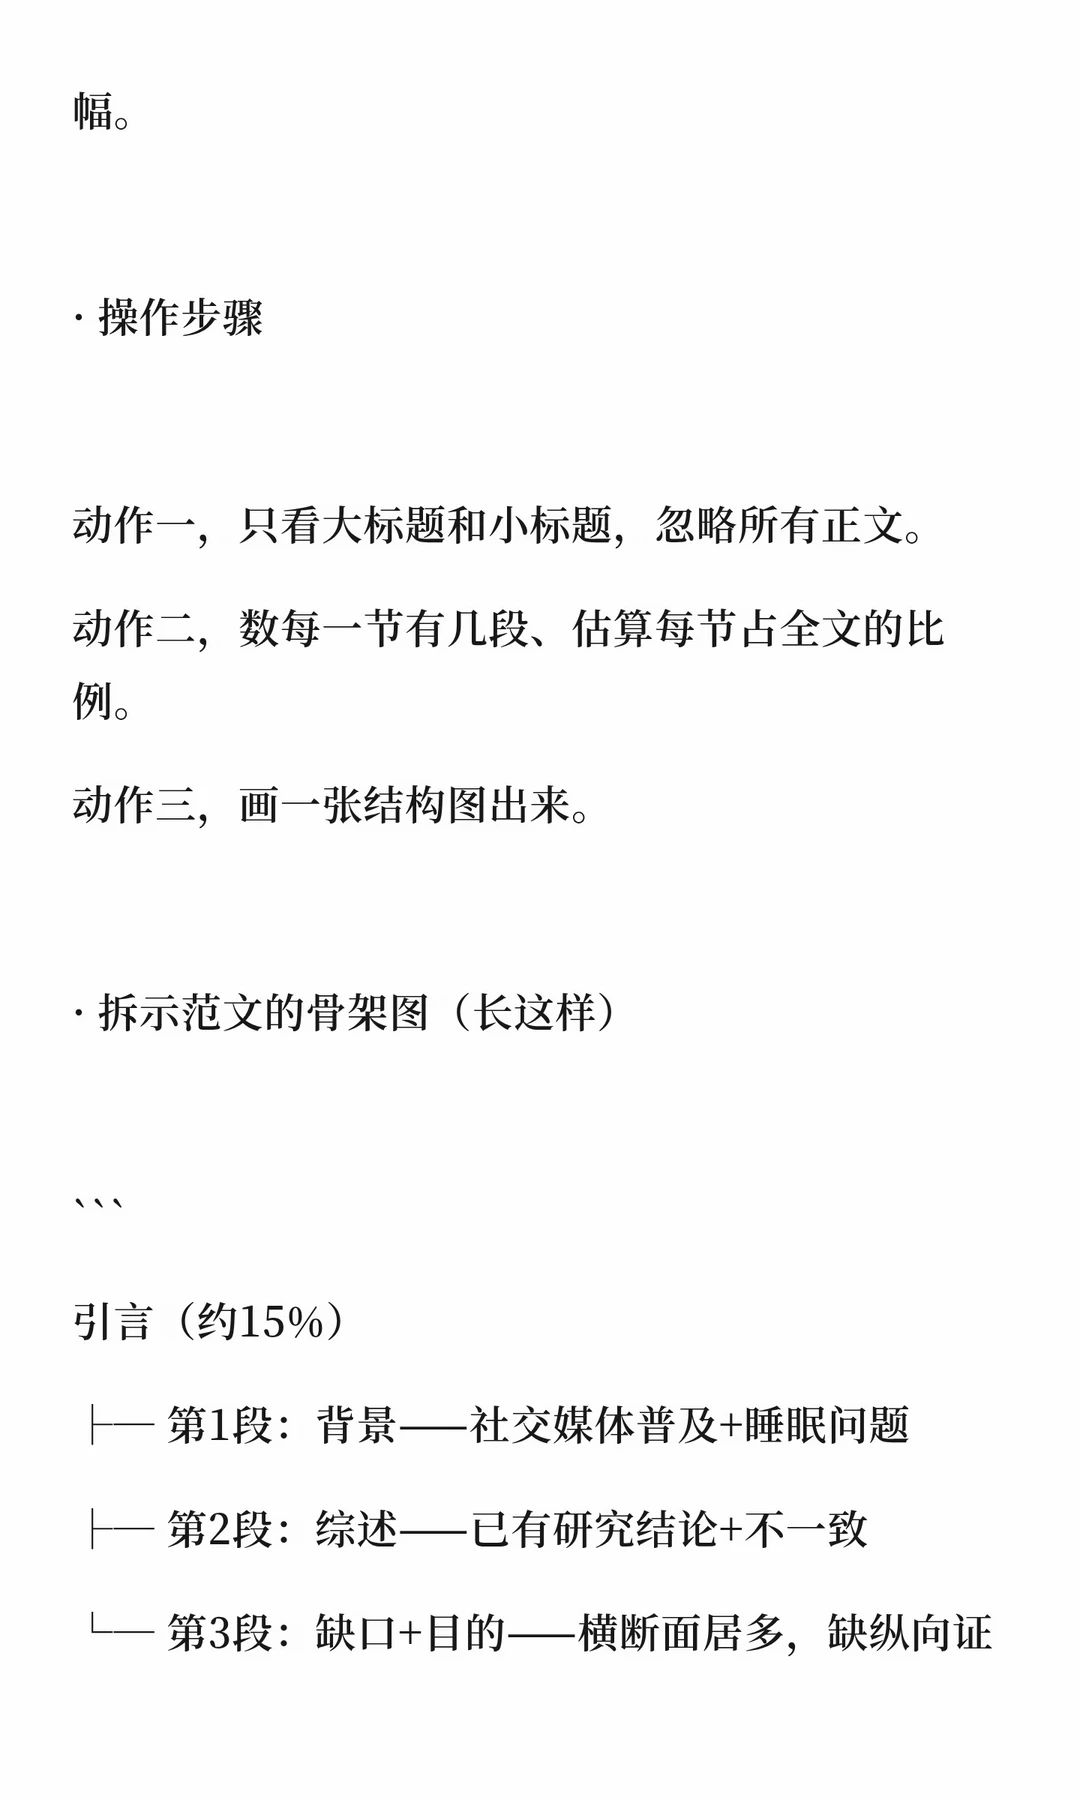 幅。
· 操作步骤
动作一，只看大标题和小标题，忽略所有正文。
动作二，数每一节有几段、估算每节占全文的比
例。
动作三，画一张结构图出来。
· 拆示范文的骨架图（长这样）
```
引言（约15%）
├─ 第1段：背景——社交媒体普及+睡眠问题
├─ 第2段：综述——已有研究结论+不一致
└─ 第3段：缺口+目的——横断面居多，缺纵向证